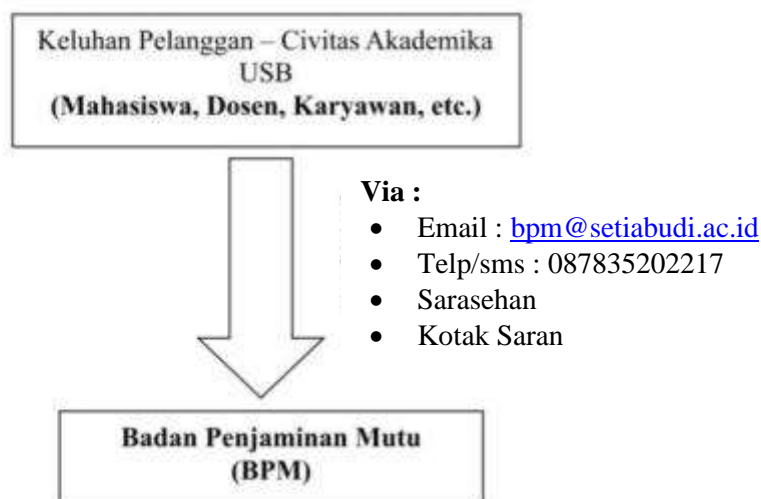 Keluhan Pelanggan – Civitas Akademika
USB
(Mahasiswa, Dosen, Karyawan, etc.)
Via :
• Email : bpm@setiabudi.ac.id
• Telp/sms : 087835202217
• Sarasehan
• Kotak Saran
Badan Penjaminan Mutu
(BPM)